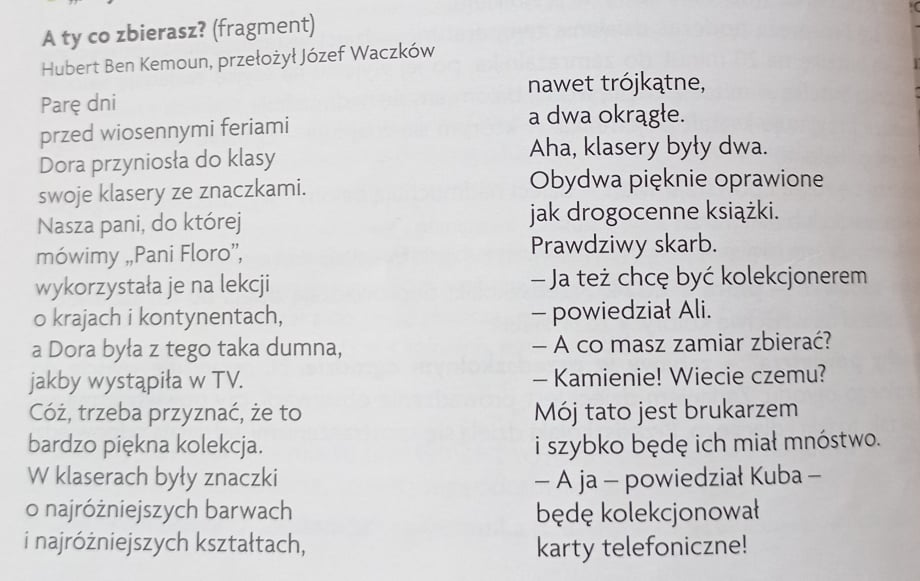 A ty co zbierasz? (fragment)
Hubert Ben Kemoun, przełożył Józef Waczków
Parę dni
przed wiosennymi feriami
Dora przyniosła do klasy
swoje klasery ze znaczkami.
Nasza pani, do której
mówimy „Pani Floro”,
wykorzystała je na lekcji
o krajach i kontynentach,
a Dora była z tego taka dumna,
jakby wystąpiła w TV.
Cóż, trzeba przyznać, że to
bardzo piękna kolekcja.
W klaserach były znaczki
o najróżniejszych barwach
i najróżniejszych kształtach,
nawet trójkątne,
a dwa okrągłe.
Aha, klasery były dwa.
Obydwa pięknie oprawione
jak drogocenne książki.
Prawdziwy skarb.
– Ja też chcę być kolekcjonerem
– powiedział Ali.
– A co masz zamiar zbierać?
– Kamienie! Wiecie czemu?
Mój tato jest brukarzem
i szybko będę ich miał mnóstwo.
– A ja – powiedział Kuba –
będę kolekcjonował
karty telefoniczne!